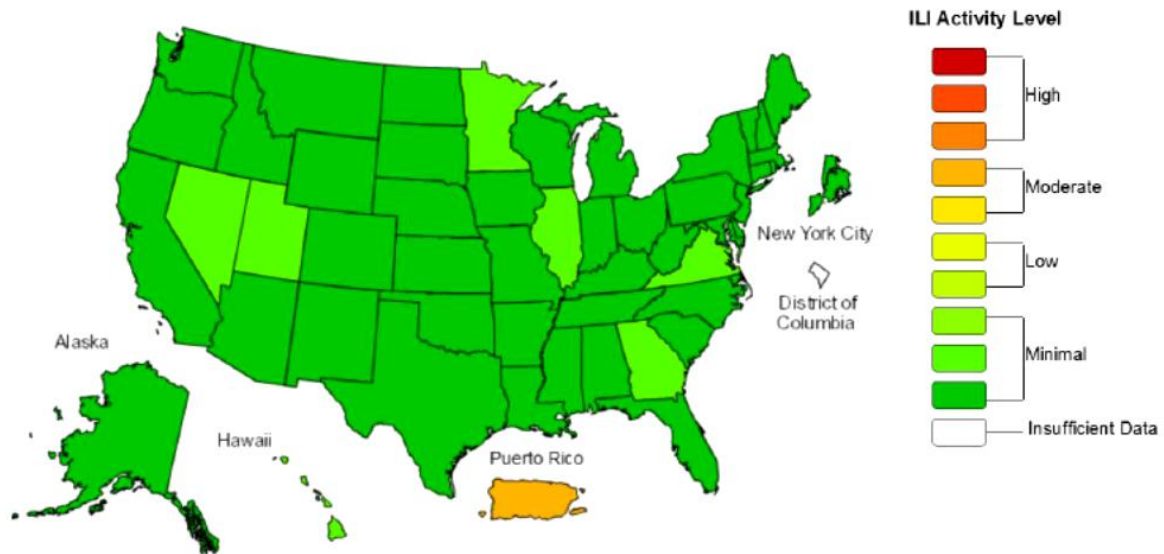 ILI Activity Level
High
Moderate
New York City
Low
District of
Columbia
Alaska
Minimal
Hawaii
Insufficient Data
Puerto Rico